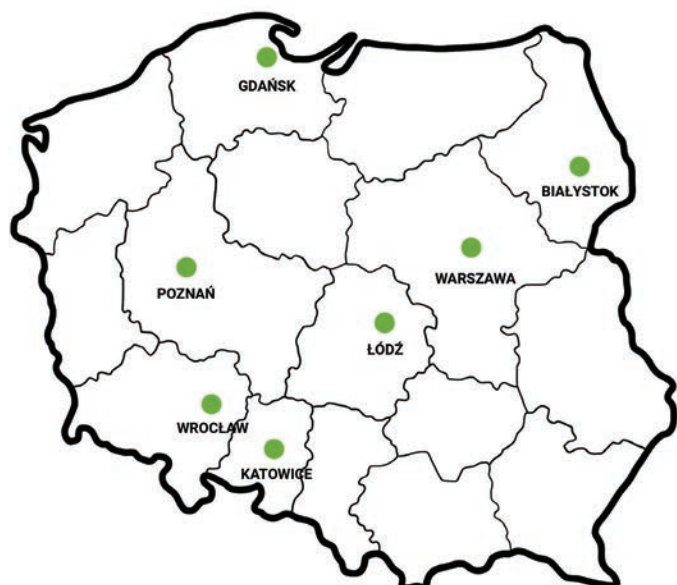 GDAŃSK
BIAŁYSTOK
WARSZAWA
POZNAŃ
ŁÓDŹ
WROCŁAW
KATOWICE